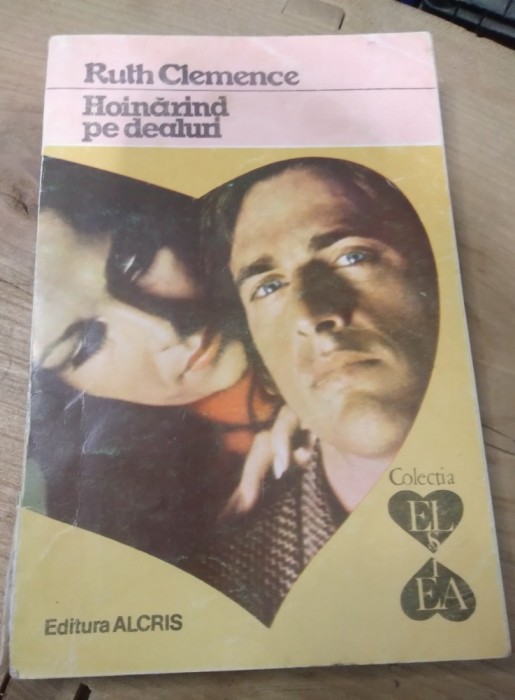 Ruth Clemence
Hoinărind
pe dealuri
Colecția
EL
ȘI
EA
Editura ALCRIS